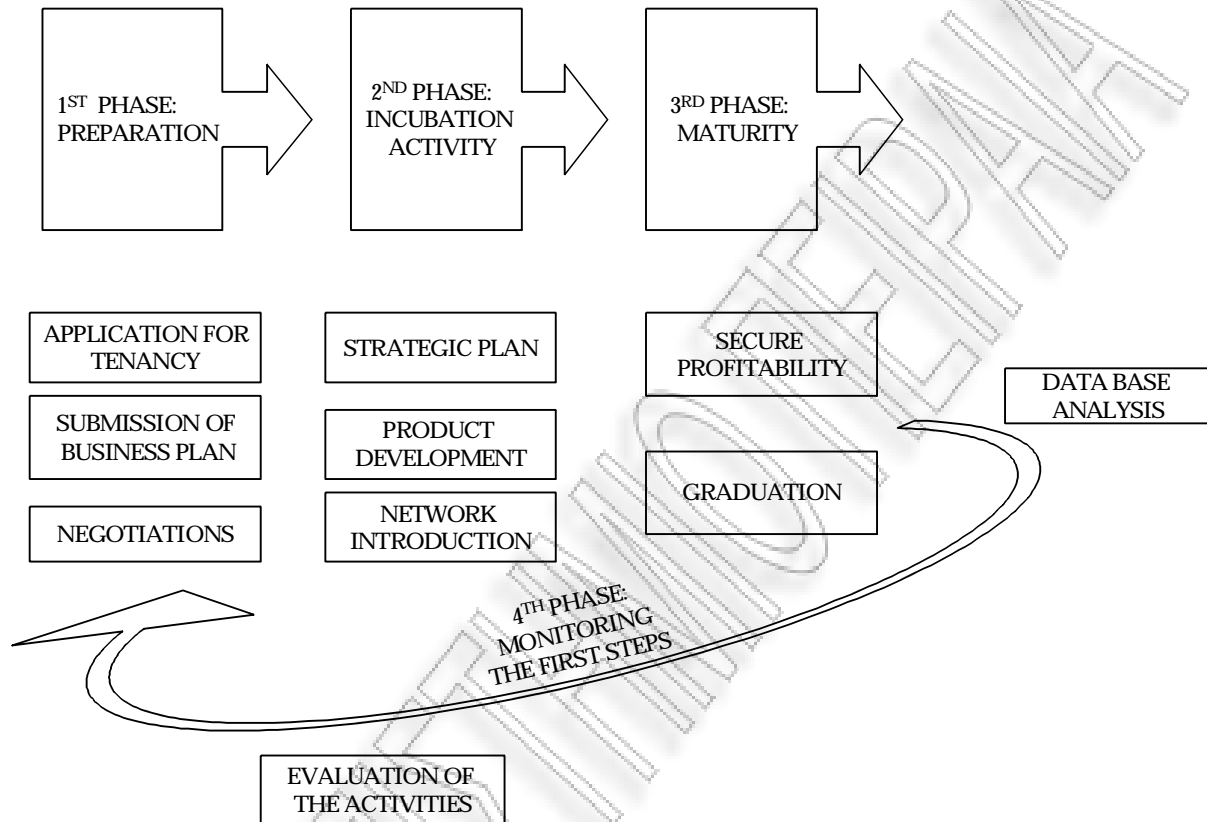 1ST PHASE:
PREPARATION
2ND PHASE:
INCUBATION
ACTIVITY
3RD PHASE:
MATURITY
APPLICATION FOR
TENANCY
SUBMISSION OF
BUSINESS PLAN
NEGOTIATIONS
STRATEGIC PLAN
PRODUCT
DEVELOPMENT
NETWORK
INTRODUCTION
SECURE
PROFITABILITY
GRADUATION
DATA BASE
ANALYSIS
4TH PHASE:
MONITORING
THE FIRST STEPS
EVALUATION OF
THE ACTIVITIES